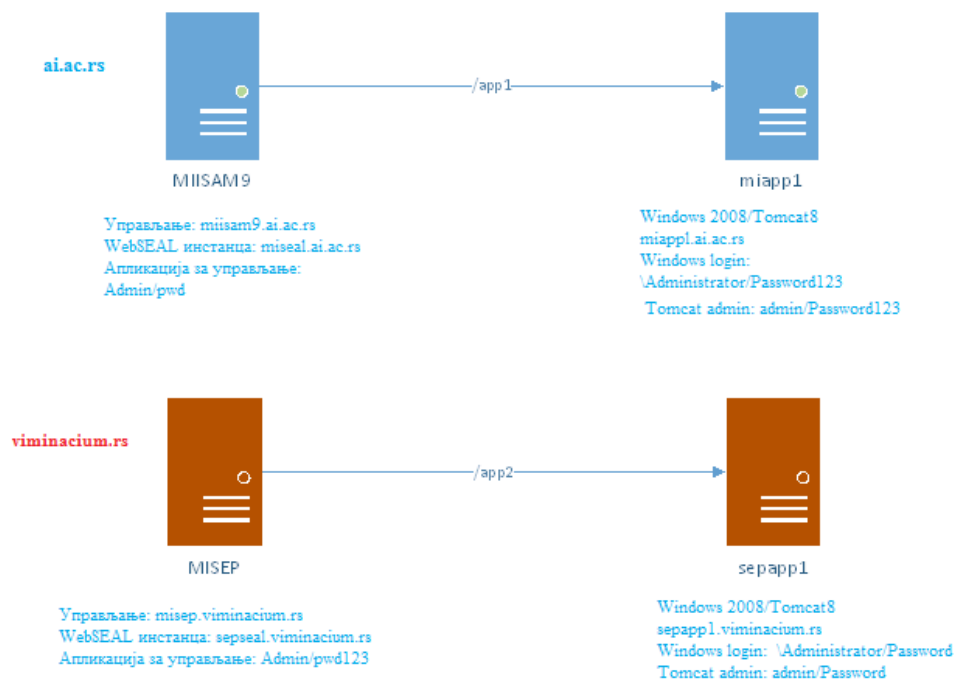 ai.ac.rs
/app1
MIISAM9
miapp1
Управљање: miisam9.ai.ac.rs
WebSEAL инстанца: miseal.ai.ac.rs
Апликација за управљање:
Admin/pwd
Windows 2008/Tomcat8
miapp1.ai.ac.rs
Windows login:
\Administrator/Password123
Tomcat admin: admin/Password123
viminacium.rs
/app2
MISEP
sepapp1
Управљање: misep.viminacium.rs
WebSEAL инстанца: sepseal.viminacium.rs
Апликација за управљање: Admin/pwd123
Windows 2008/Tomcat8
sepapp1.viminacium.rs
Windows login: \Administrator/Password
Tomcat admin: admin/Password